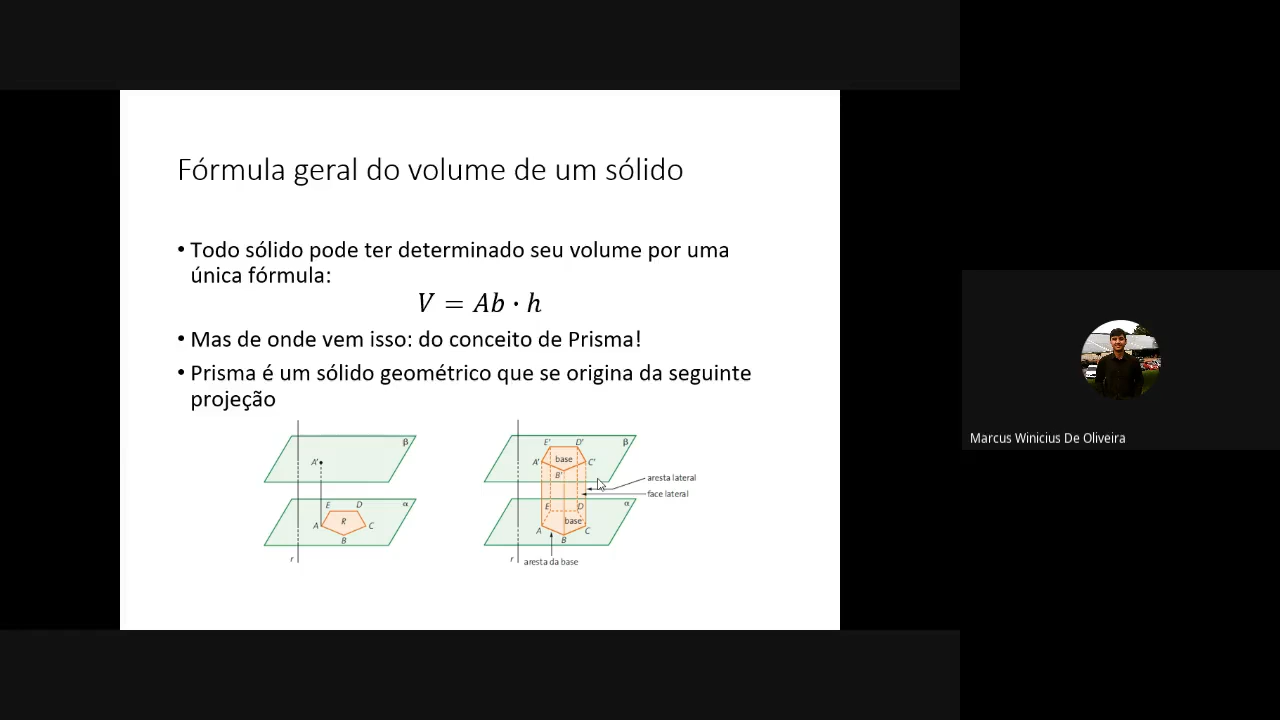 Fórmula geral do volume de um sólido
• Todo sólido pode ter determinado seu volume por uma
única fórmula:
V = Ab · h
• Mas de onde vem isso: do conceito de Prisma!
• Prisma é um sólido geométrico que se origina da seguinte
projeção
β
A'
α
E D
R
A C
B
r
β
E' D'
base
A' C'
B'
aresta lateral
face lateral
α
E D
base
A C
B
r
aresta da base
Marcus Winicius De Oliveira